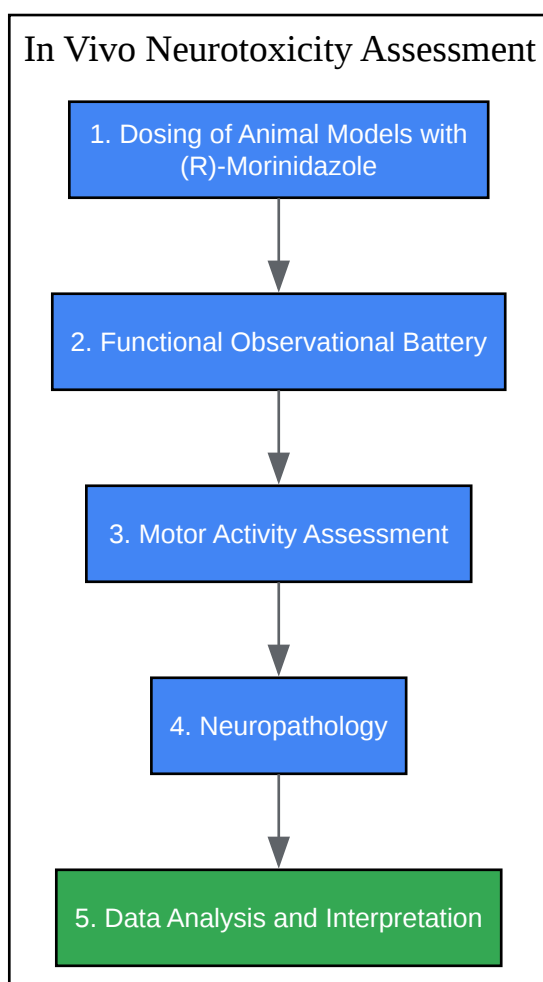 In Vivo Neurotoxicity Assessment
1. Dosing of Animal Models with
(R)-Morinidazole
2. Functional Observational Battery
3. Motor Activity Assessment
4. Neuropathology
5. Data Analysis and Interpretation